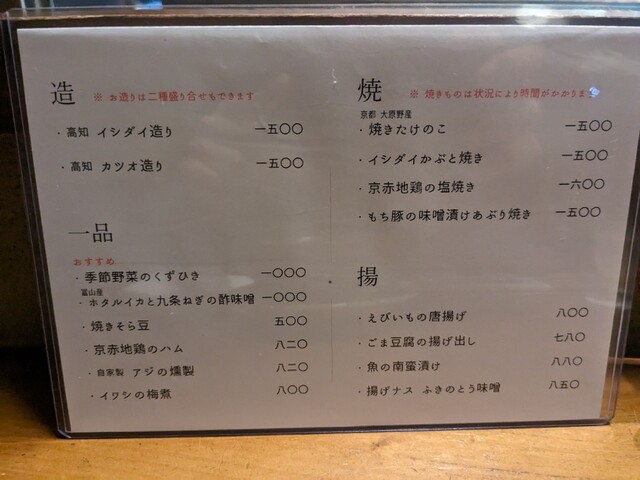 造
※ お造りは二種盛り合せもできます
・高知 イシダイ造り 一五〇〇
・高知 カツオ造り 一五〇〇
一品
おすすめ
・季節野菜のくずひき 一〇〇〇
富山産
・ホタルイカと九条ねぎの酢味噌 一〇〇〇
・焼きそら豆 五〇〇
・京赤地鶏のハム 八二〇
・自家製 アジの燻製 八二〇
・イワシの梅煮 八〇〇
焼
※ 焼きものは状況により時間がかかります
京都 大原野産
・焼きたけのこ 一五〇〇
・イシダイかぶと焼き 一五〇〇
・京赤地鶏の塩焼き 一六〇〇
・もち豚の味噌漬けあぶり焼き 一五〇〇
揚
・えびいもの唐揚げ 八〇〇
・ごま豆腐の揚げ出し 七八〇
・魚の南蛮漬け 八八〇
・揚げナス ふきのとう味噌 八五〇